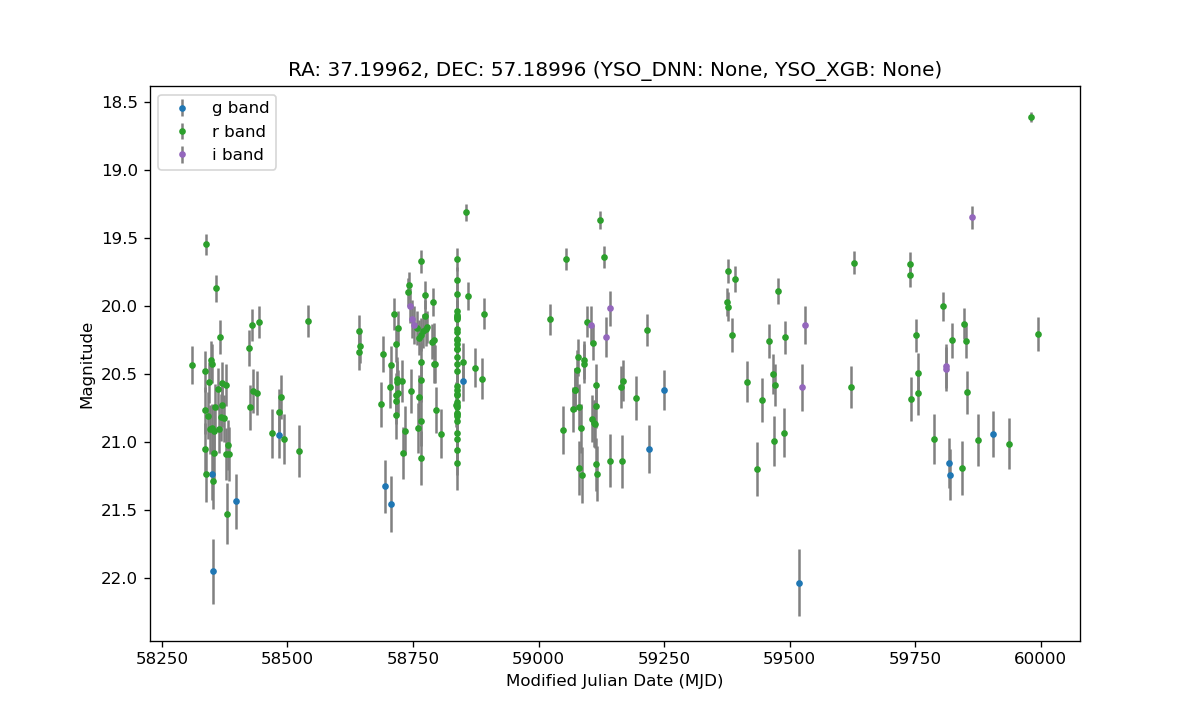 RA: 37.19962, DEC: 57.18996 (YSO_DNN: None, YSO_XGB: None)
g band
r band
i band
18.5
19.0
19.5
20.0
20.5
21.0
21.5
22.0
Magnitude
58250 58500 58750 59000 59250 59500 59750 60000
Modified Julian Date (MJD)